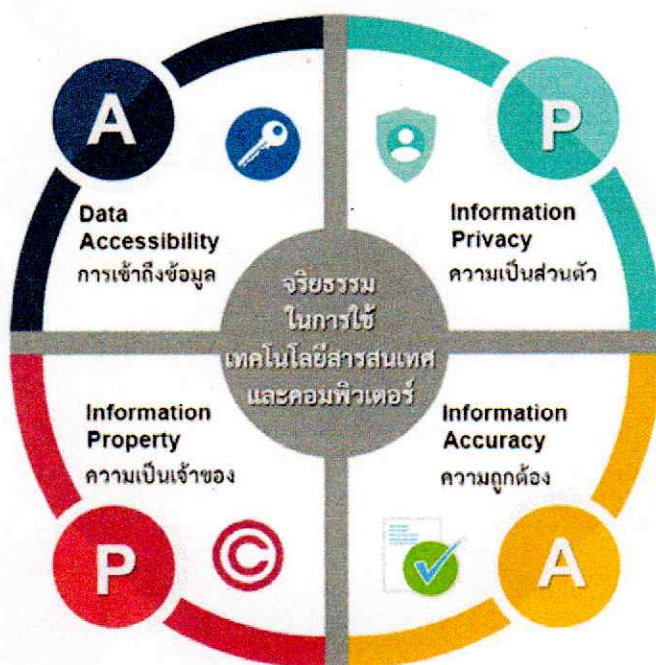 A
Data
Accessibility
การเข้าถึงข้อมูล
P
Information
Privacy
ความเป็นส่วนตัว
จริยธรรม
ในการใช้
เทคโนโลยีสารสนเทศ
และคอมพิวเตอร์
Information
Property
ความเป็นเจ้าของ
P
©
Information
Accuracy
ความถูกต้อง
A